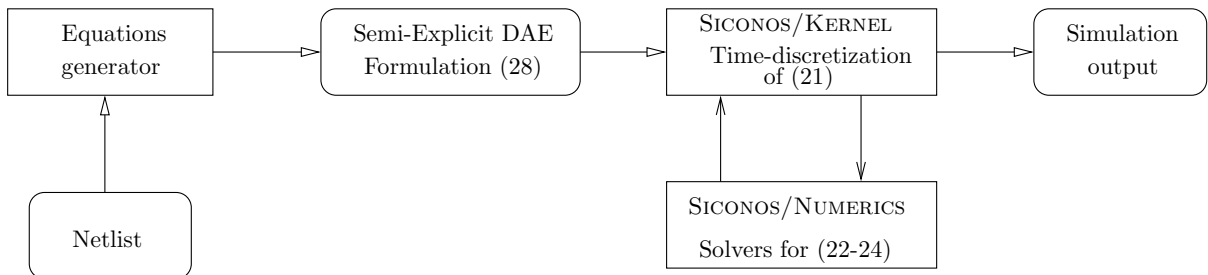 Equations
generator
Semi-Explicit DAE
Formulation (28)
SICONOS/KERNEL
Time-discretization
of (21)
Simulation
output
Netlist
SICONOS/NUMERICS
Solvers for (22-24)